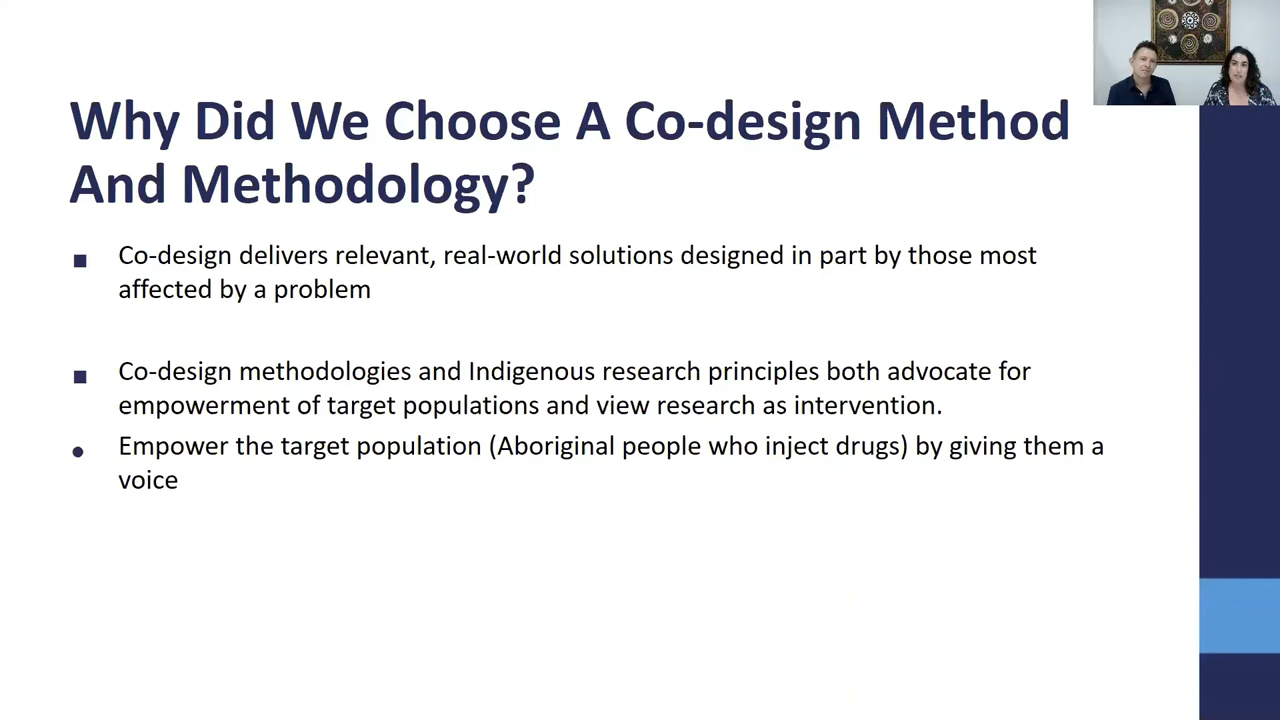 Why Did We Choose A Co-design Method
And Methodology?
Co-design delivers relevant, real-world solutions designed in part by those most
affected by a problem
Co-design methodologies and Indigenous research principles both advocate for
empowerment of target populations and view research as intervention.
Empower the target population (Aboriginal people who inject drugs) by giving them a
voice